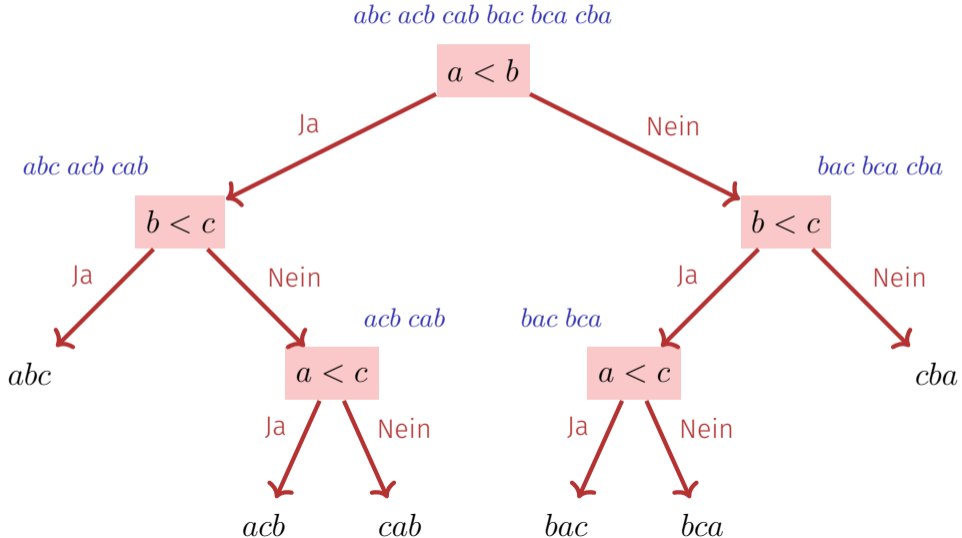 abc acb cab bac bca cba
a < b
Ja
Nein
abc acb cab
bac bca cba
b < c
b < c
Ja
Nein
Ja
Nein
acb cab
bac bca
abc
a < c
a < c
cba
Ja
Nein
Ja
Nein
acb
cab
bac
bca